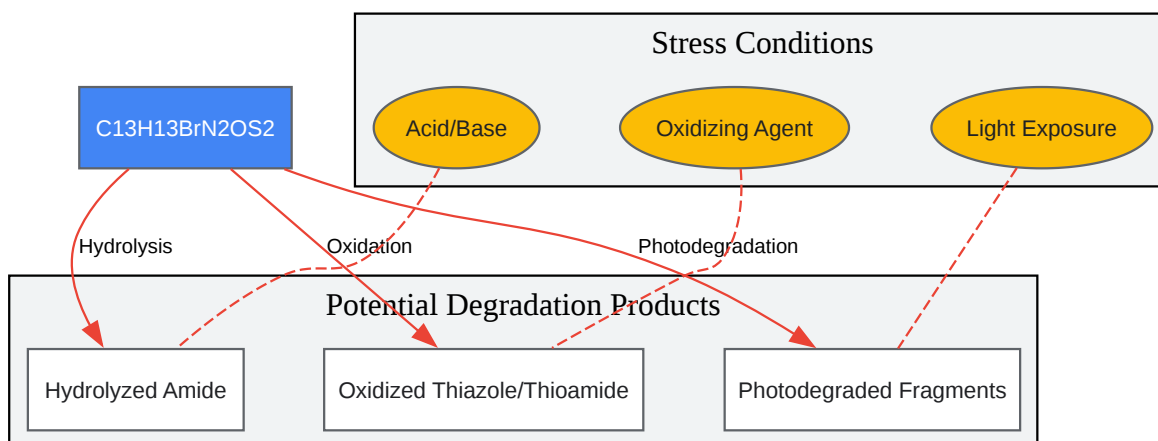 Stress Conditions
C13H13BrN2OS2
Acid/Base
Oxidizing Agent
Light Exposure
Hydrolysis
Oxidation
Photodegradation
Potential Degradation Products
Hydrolyzed Amide
Oxidized Thiazole/Thioamide
Photodegraded Fragments